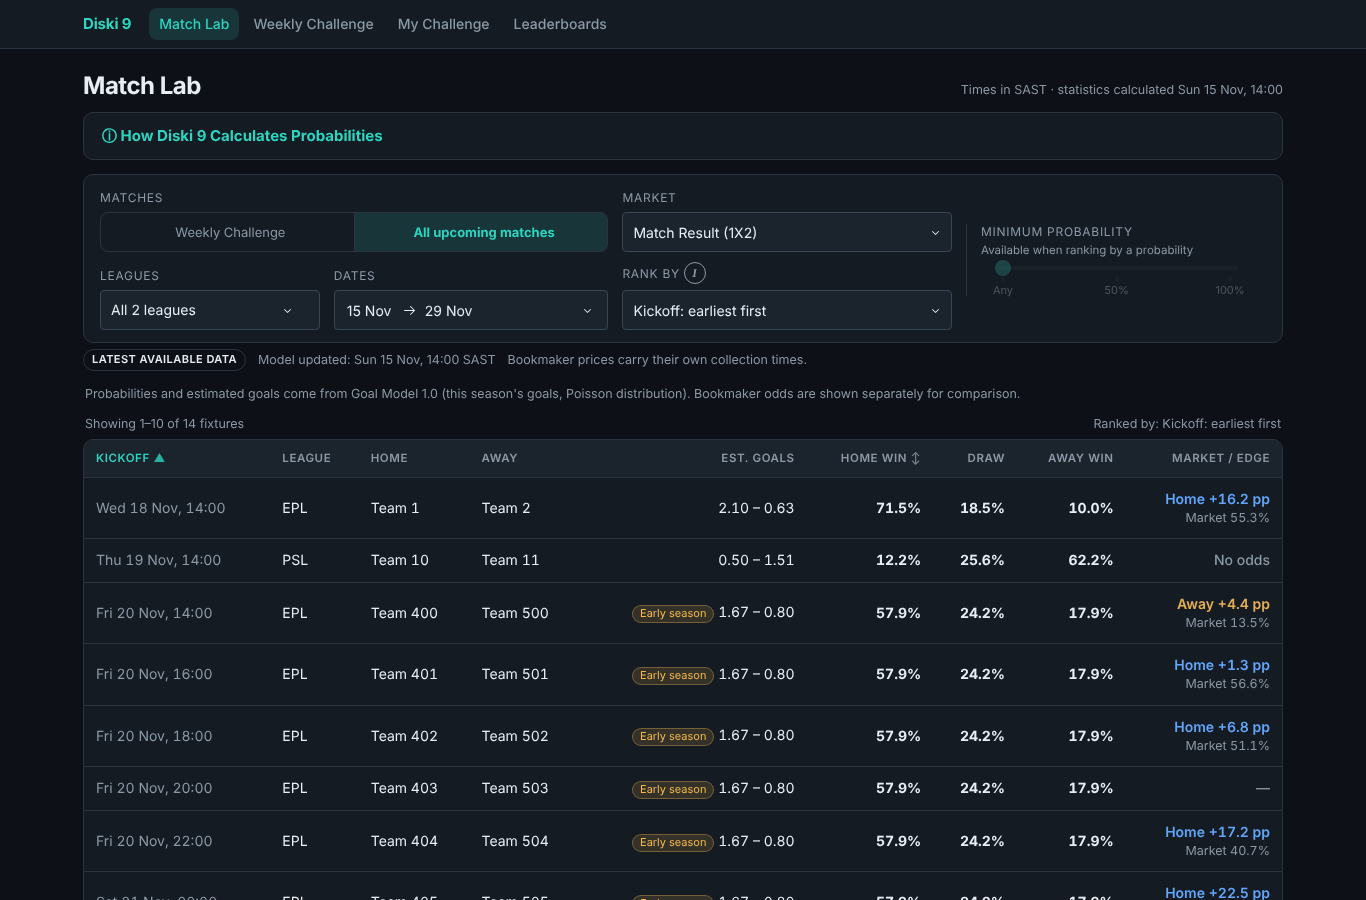 Diski 9 Match Lab Weekly Challenge My Challenge Leaderboards
Match Lab
Times in SAST · statistics calculated Sun 15 Nov, 14:00
ⓘ How Diski 9 Calculates Probabilities
MATCHES
Weekly Challenge All upcoming matches
MARKET
Match Result (1X2)
LEAGUES
All 2 leagues
DATES
15 Nov → 29 Nov
RANK BY i
Kickoff: earliest first
MINIMUM PROBABILITY
Available when ranking by a probability
Any 50% 100%
LATEST AVAILABLE DATA Model updated: Sun 15 Nov, 14:00 SAST Bookmaker prices carry their own collection times.
Probabilities and estimated goals come from Goal Model 1.0 (this season's goals, Poisson distribution). Bookmaker odds are shown separately for comparison.
Showing 1–10 of 14 fixtures Ranked by: Kickoff: earliest first
KICKOFF ▲ LEAGUE HOME AWAY EST. GOALS HOME WIN ↕ DRAW AWAY WIN MARKET / EDGE
Wed 18 Nov, 14:00 EPL Team 1 Team 2 2.10 – 0.63 71.5% 18.5% 10.0% Home +16.2 pp
Market 55.3%
Thu 19 Nov, 14:00 PSL Team 10 Team 11 0.50 – 1.51 12.2% 25.6% 62.2% No odds
Fri 20 Nov, 14:00 EPL Team 400 Team 500 Early season 1.67 – 0.80 57.9% 24.2% 17.9% Away +4.4 pp
Market 13.5%
Fri 20 Nov, 16:00 EPL Team 401 Team 501 Early season 1.67 – 0.80 57.9% 24.2% 17.9% Home +1.3 pp
Market 56.6%
Fri 20 Nov, 18:00 EPL Team 402 Team 502 Early season 1.67 – 0.80 57.9% 24.2% 17.9% Home +6.8 pp
Market 51.1%
Fri 20 Nov, 20:00 EPL Team 403 Team 503 Early season 1.67 – 0.80 57.9% 24.2% 17.9% —
Fri 20 Nov, 22:00 EPL Team 404 Team 504 Early season 1.67 – 0.80 57.9% 24.2% 17.9% Home +17.2 pp
Market 40.7%
Home +22.5 pp